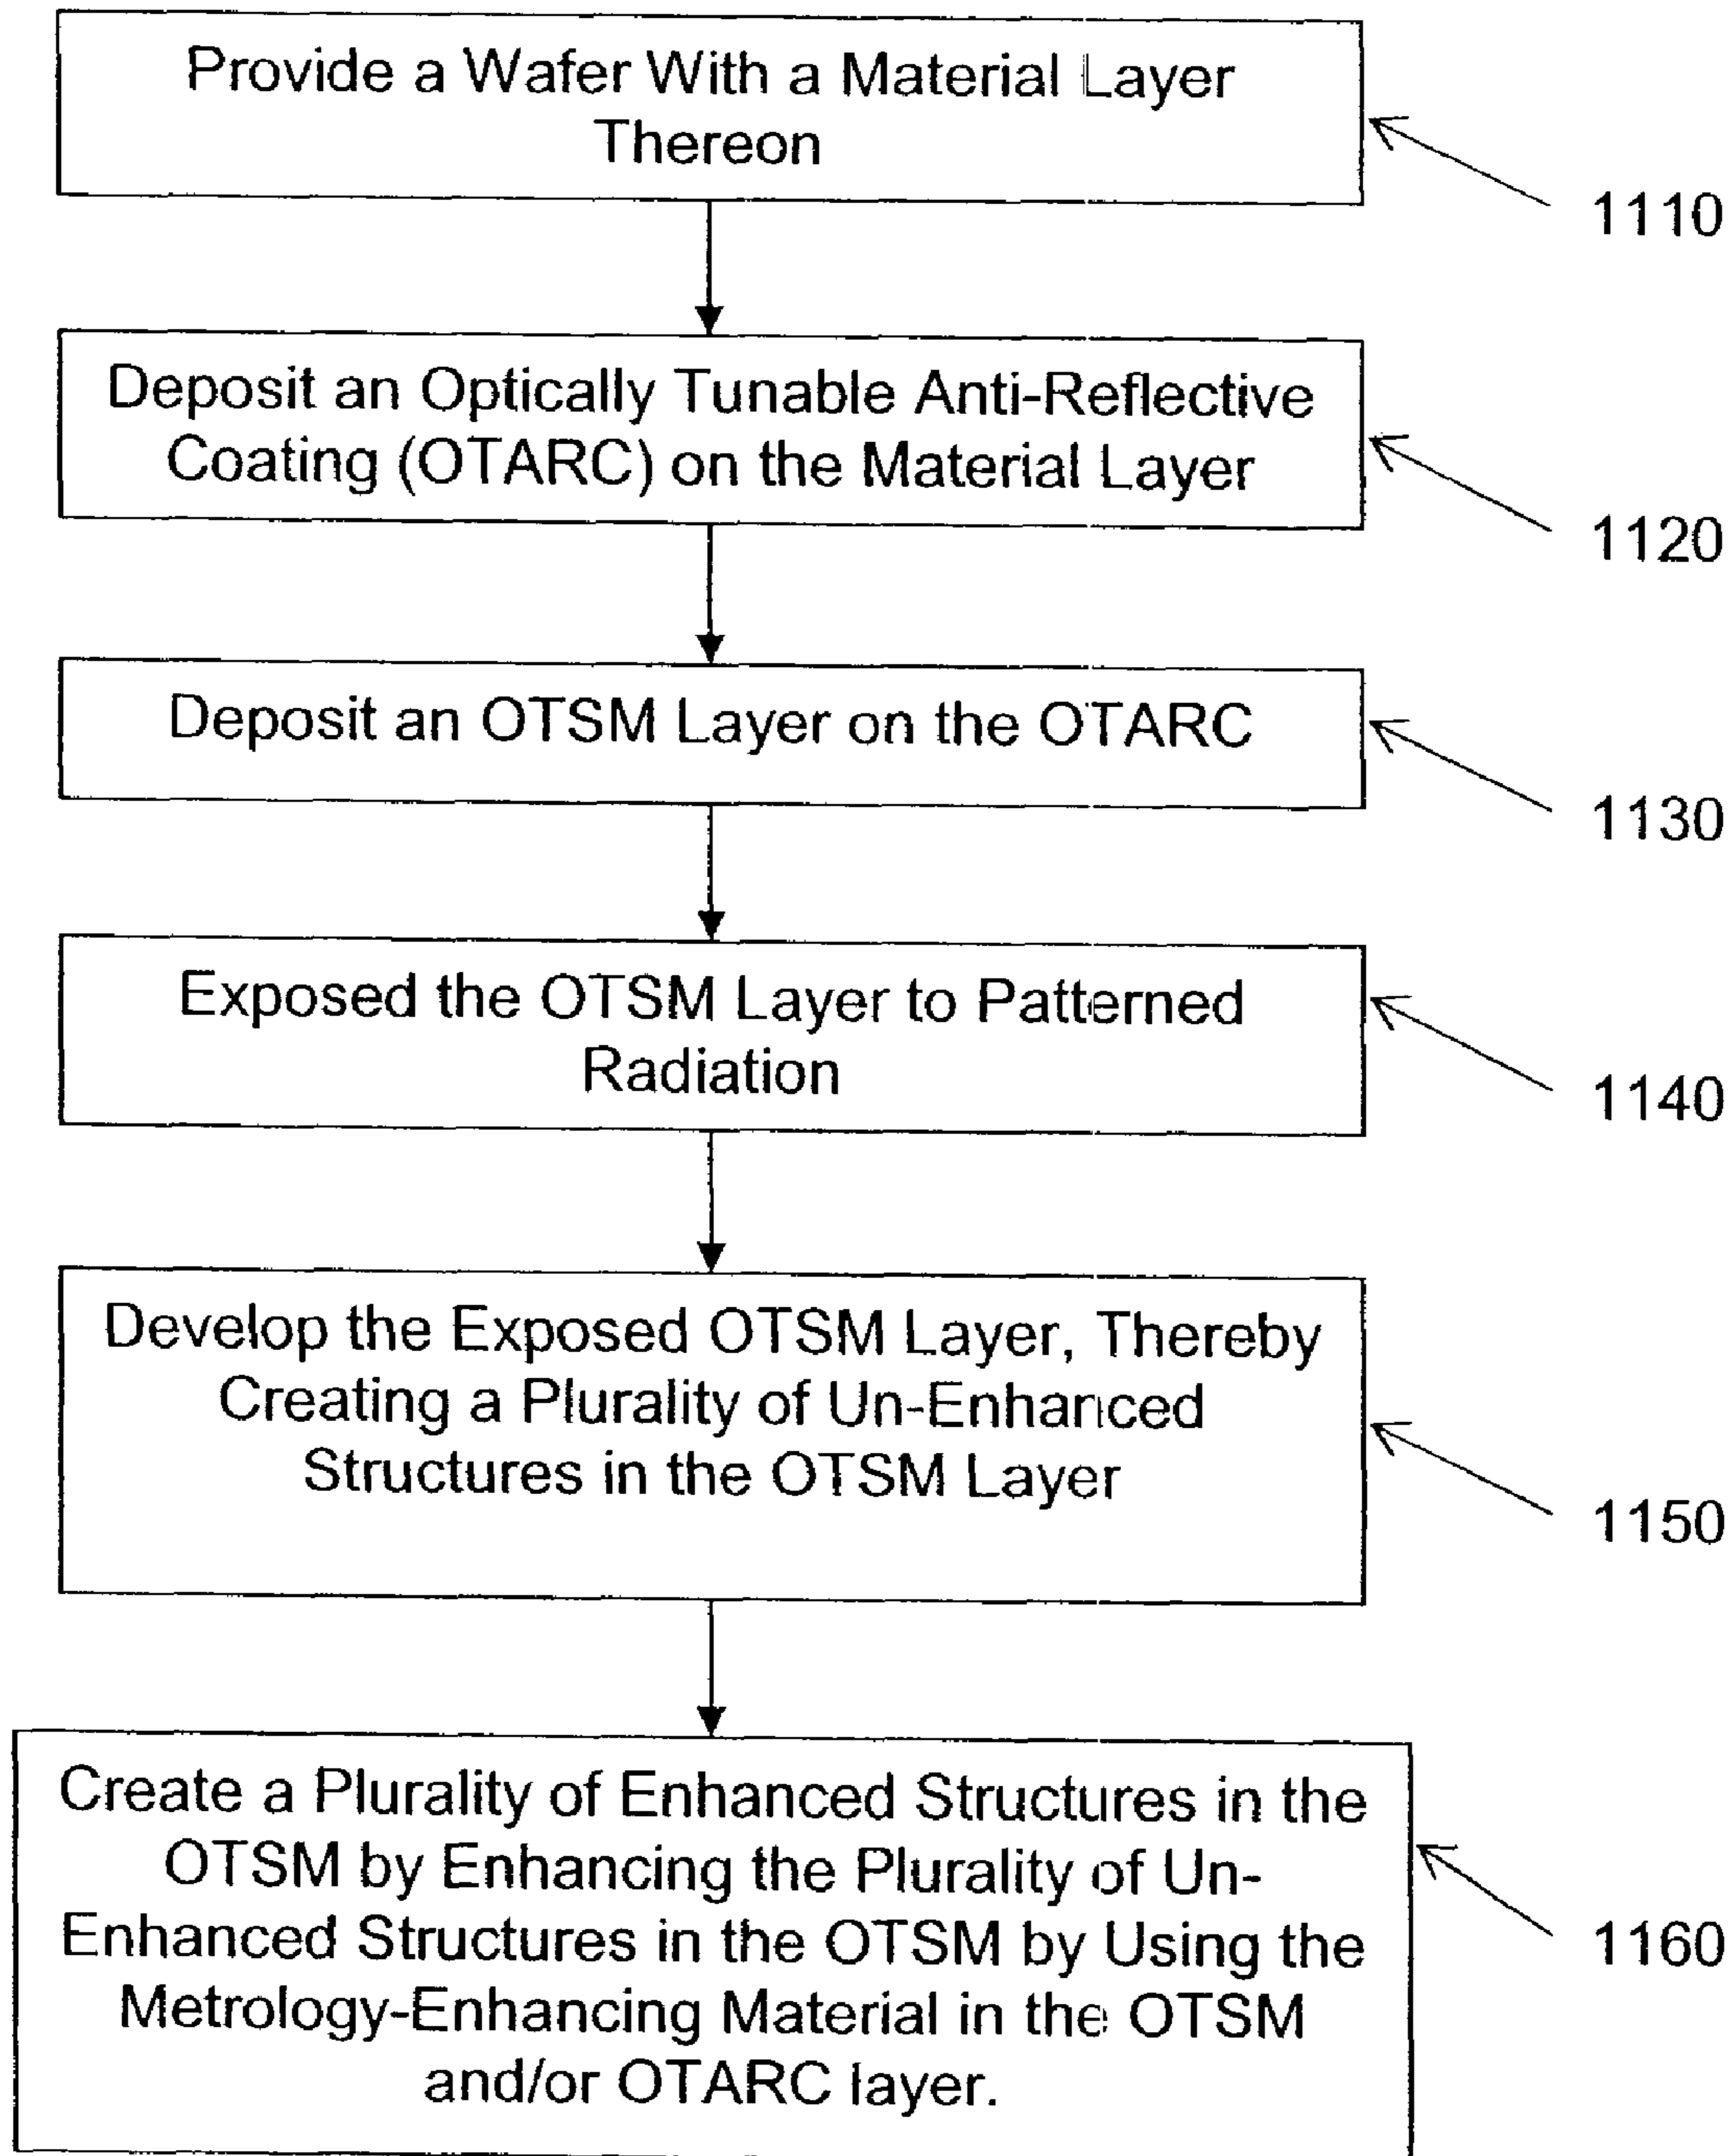 Provide a Wafer With a Material Layer
Thereon
1110
Deposit an Optically Tunable Anti-Reflective
Coating (OTARC) on the Material Layer
1120
Deposit an OTSM Layer on the OTARC
1130
Exposed the OTSM Layer to Patterned
Radiation
1140
Develop the Exposed OTSM Layer, Thereby
Creating a Plurality of Un-Enhanced
Structures in the OTSM Layer
1150
Create a Plurality of Enhanced Structures in the
OTSM by Enhancing the Plurality of Un-
Enhanced Structures in the OTSM by Using the
Metrology-Enhancing Material in the OTSM
and/or OTARC layer.
1160